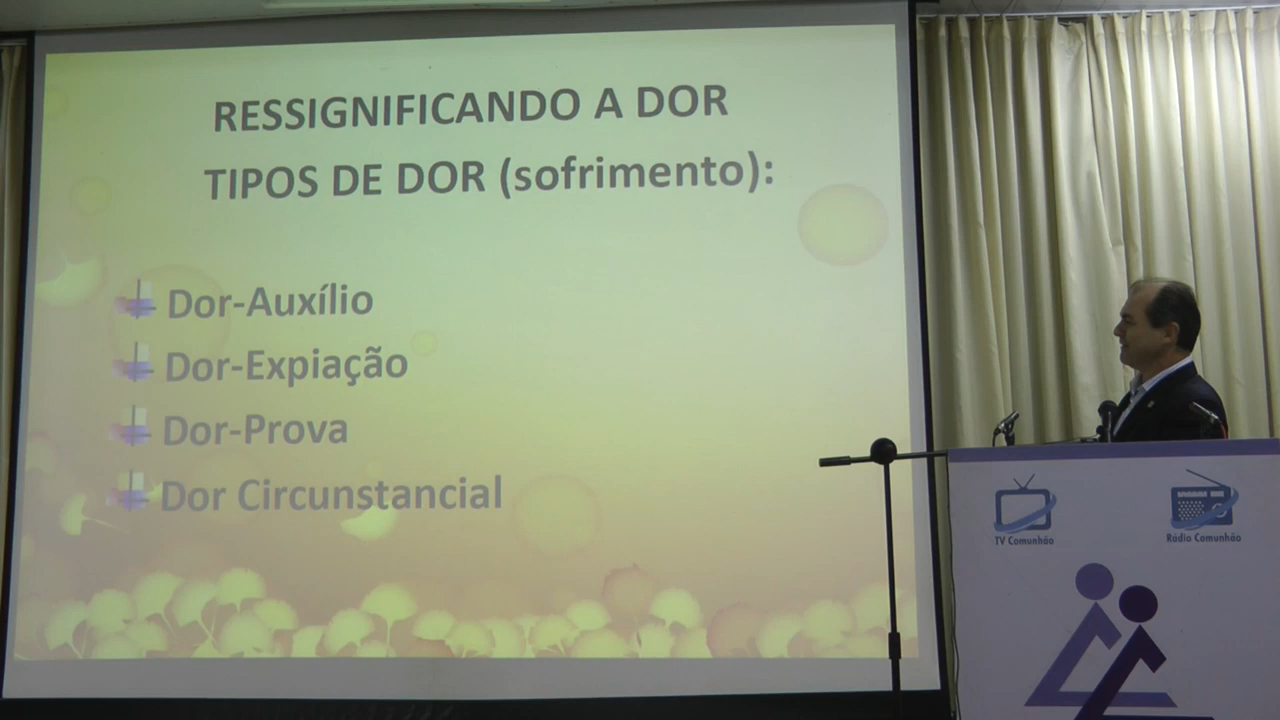 RESSIGNIFICANDO A DOR
TIPOS DE DOR (sofrimento):
Dor-Auxílio
Dor-Expiação
Dor-Prova
Dor Circunstancial
TV Comunhão
Rádio Comunhão